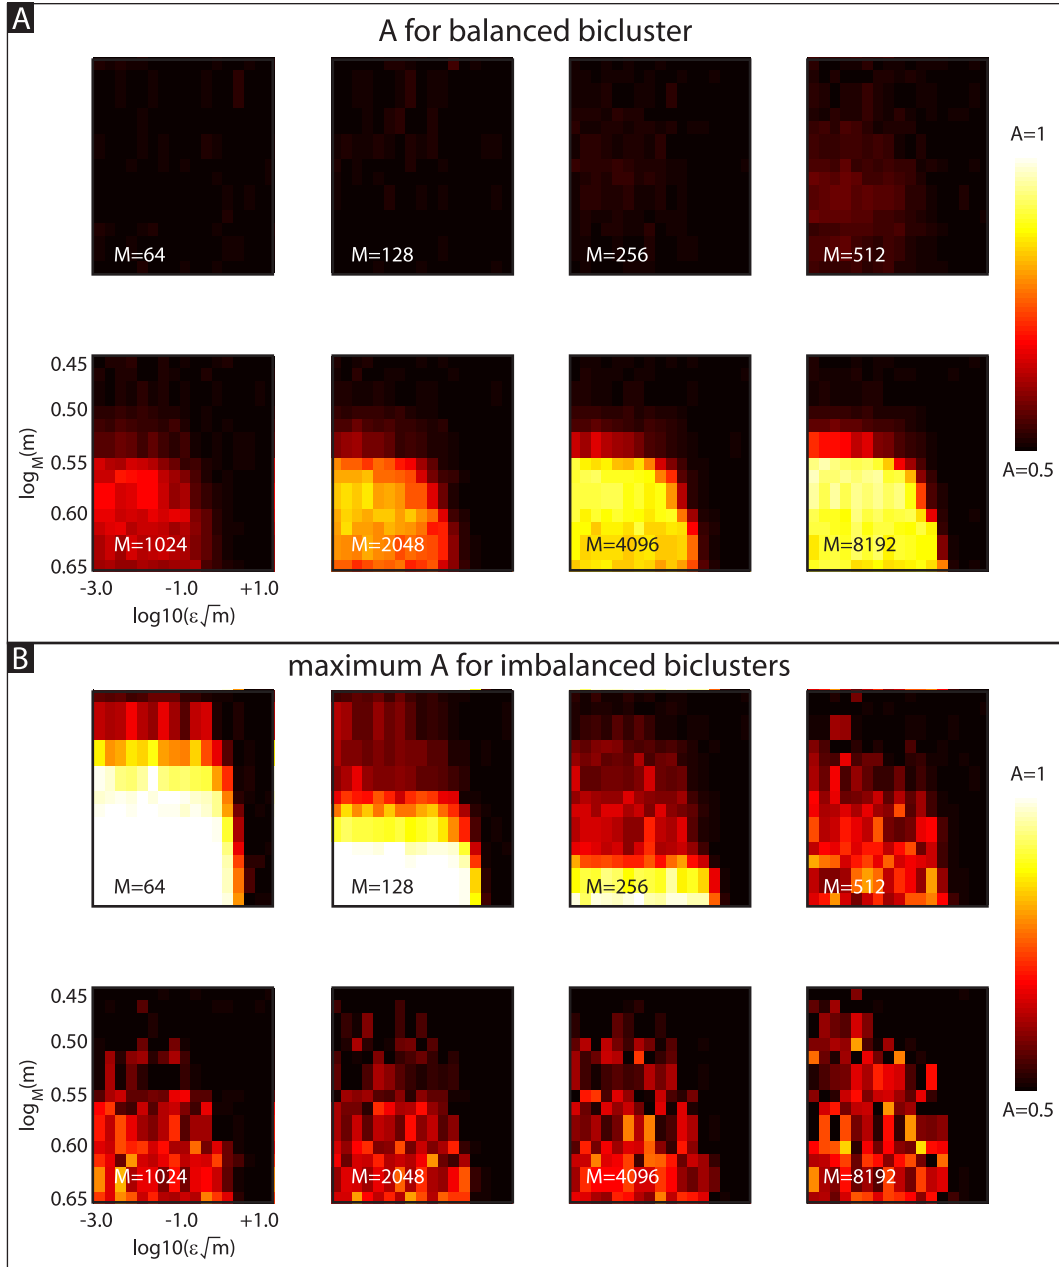 A
A for balanced bicluster
M=64
M=128
M=256
M=512
A=1
A=0.5
0.45
0.50
0.55
0.60
0.65
log_M(m)
M=1024
M=2048
M=4096
M=8192
-3.0 -1.0 +1.0
log10(ε√m)
B
maximum A for imbalanced biclusters
M=64
M=128
M=256
M=512
A=1
A=0.5
0.45
0.50
0.55
0.60
0.65
log_M(m)
M=1024
M=2048
M=4096
M=8192
-3.0 -1.0 +1.0
log10(ε√m)